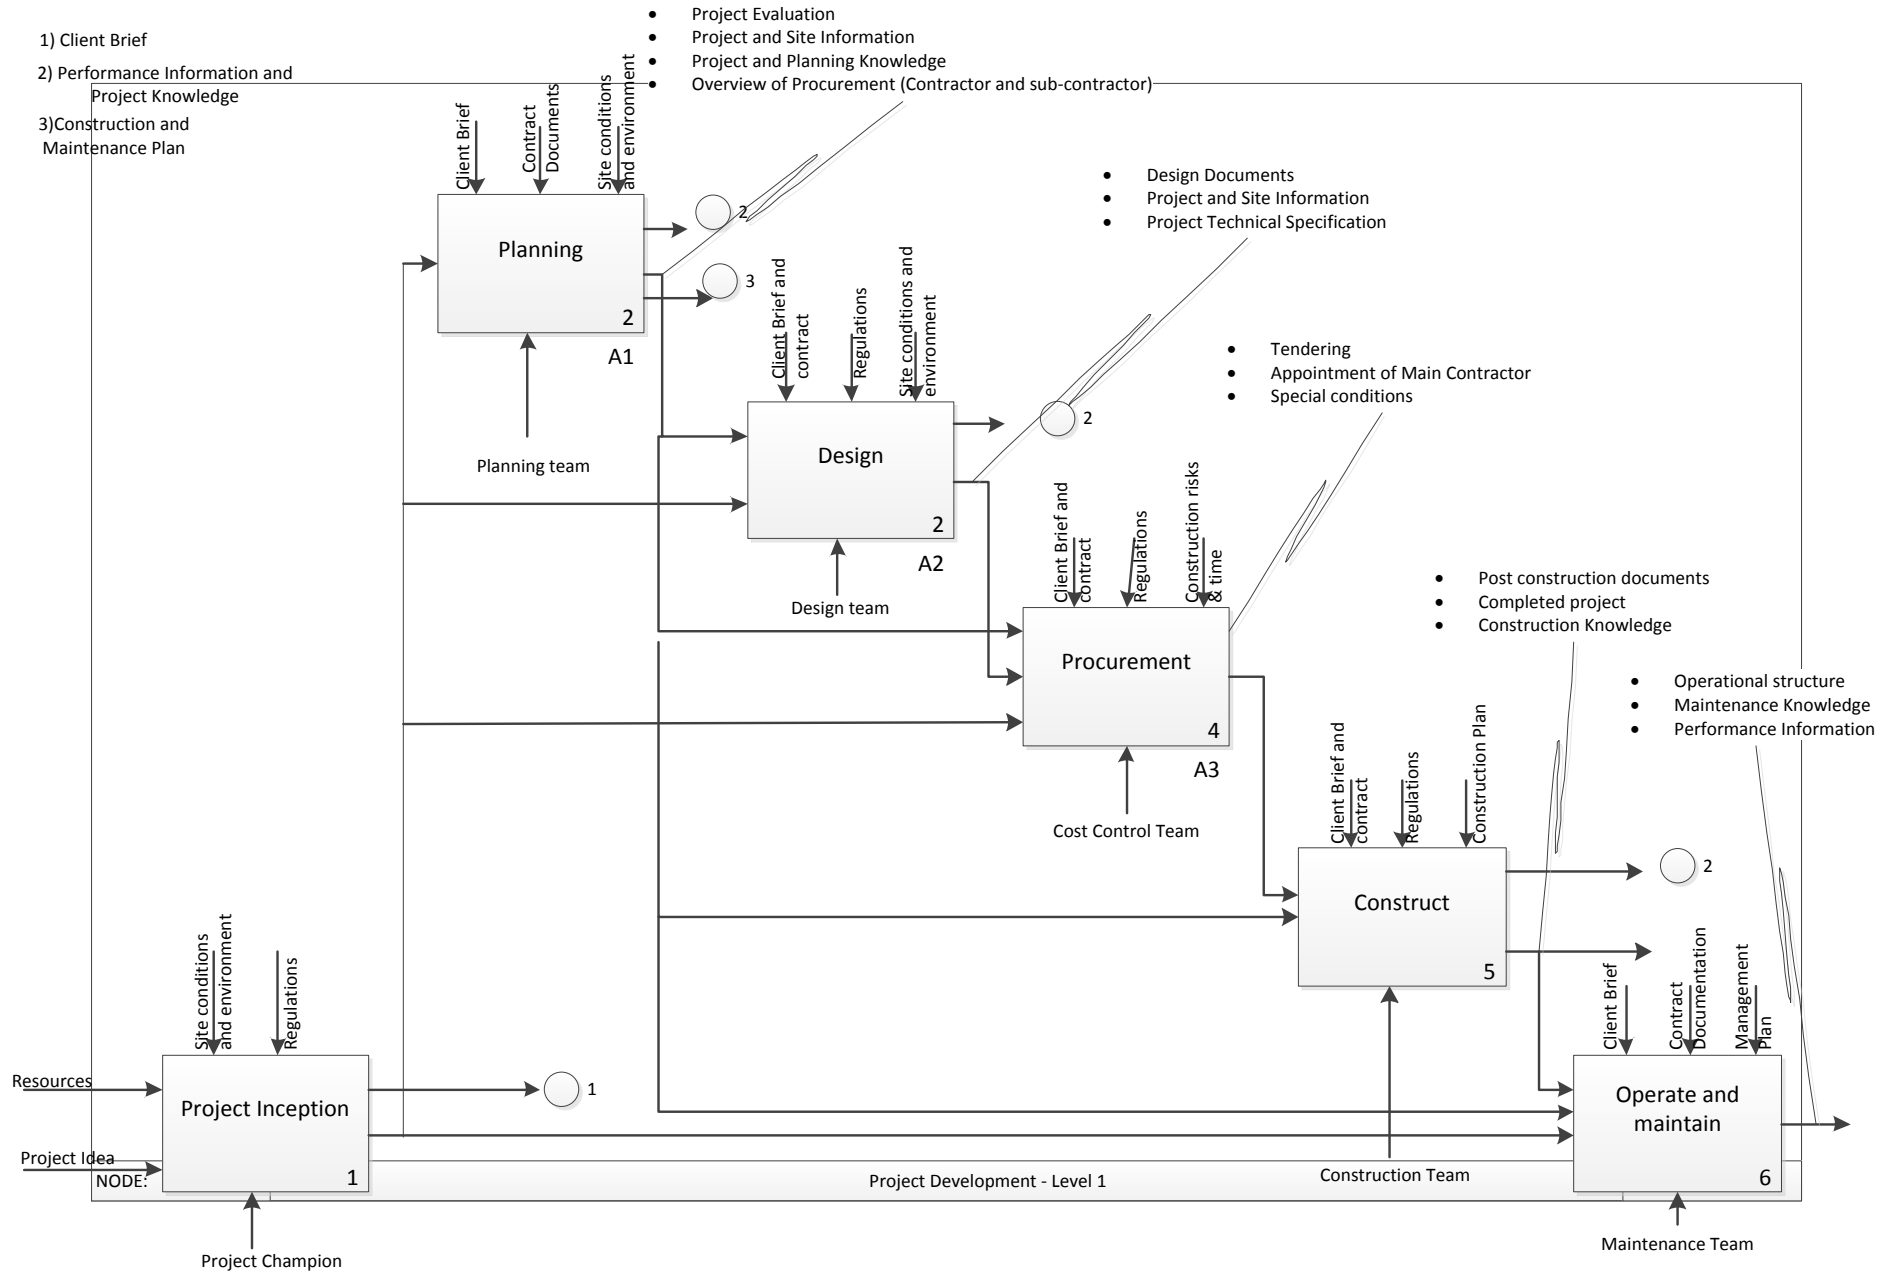 1) Client Brief
2) Performance Information and
Project Knowledge
3)Construction and
Maintenance Plan
• Project Evaluation
• Project and Site Information
• Project and Planning Knowledge
• Overview of Procurement (Contractor and sub-contractor)
Client Brief
Contract
Documents
Site conditions
and environment
Planning
2
A1
2
3
Planning team
• Design Documents
• Project and Site Information
• Project Technical Specification
Client Brief and
contract
Regulations
Site conditions and
environment
Design
2
A2
2
Design team
• Tendering
• Appointment of Main Contractor
• Special conditions
Client Brief and
contract
Regulations
Construction risks
& time
Procurement
4
A3
Cost Control Team
• Post construction documents
• Completed project
• Construction Knowledge
Client Brief and
contract
Regulations
Construction Plan
Construct
5
2
Construction Team
• Operational structure
• Maintenance Knowledge
• Performance Information
Client Brief
Contract
Documentation
Management
Plan
Operate and
maintain
6
Maintenance Team
Site conditions
and environment
Regulations
Resources
Project Idea
Project Inception
1
1
Project Champion
NODE:
Project Development - Level 1